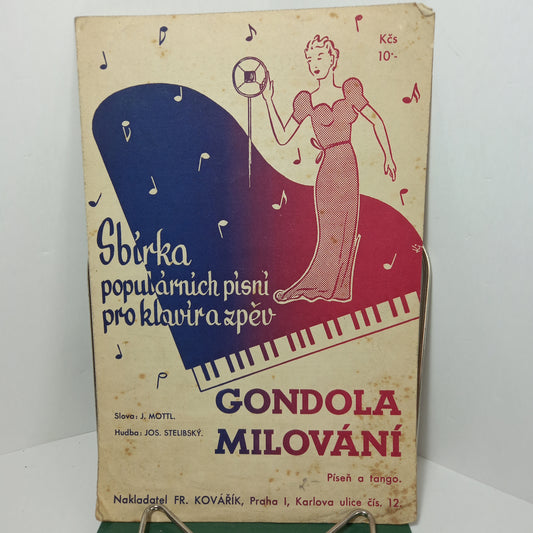 Kčs
10·-
Sbírka
populárních písní
pro klavír a zpěv
GONDOLA
MILOVÁNÍ
Slova: J. MOTTL.
Hudba: JOS. STELIBSKÝ.
Píseň a tango.
Nakladatel FR. KOVÁŘÍK, Praha I, Karlova ulice čís. 12.